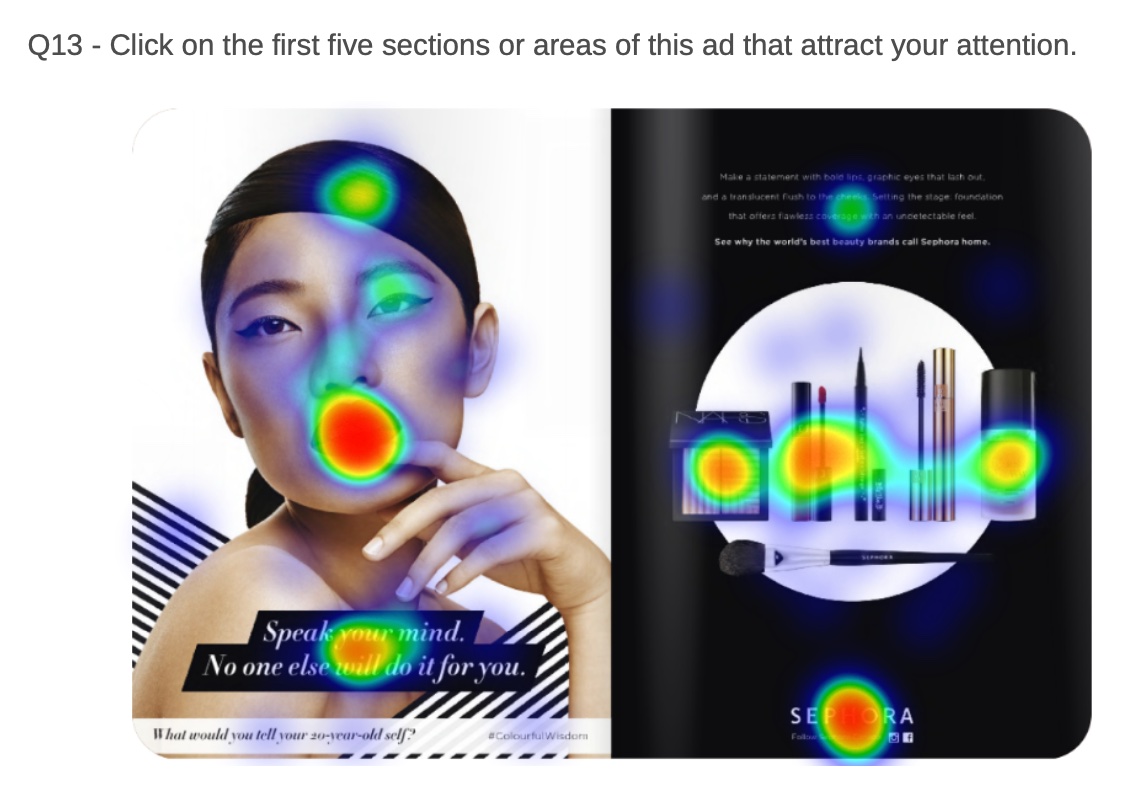 Q13 - Click on the first five sections or areas of this ad that attract your attention.
Make a statement with bold lips, graphic eyes that lash out,
and a translucent flush to the cheeks. Setting the stage: foundation
that offers flawless coverage with an undetectable feel.
See why the world's best beauty brands call Sephora home.
NARS
SEPHORA
Speak your mind.
No one else will do it for you.
What would you tell your 20-year-old self?
#ColourfulWisdom
SEPHORA
Follow